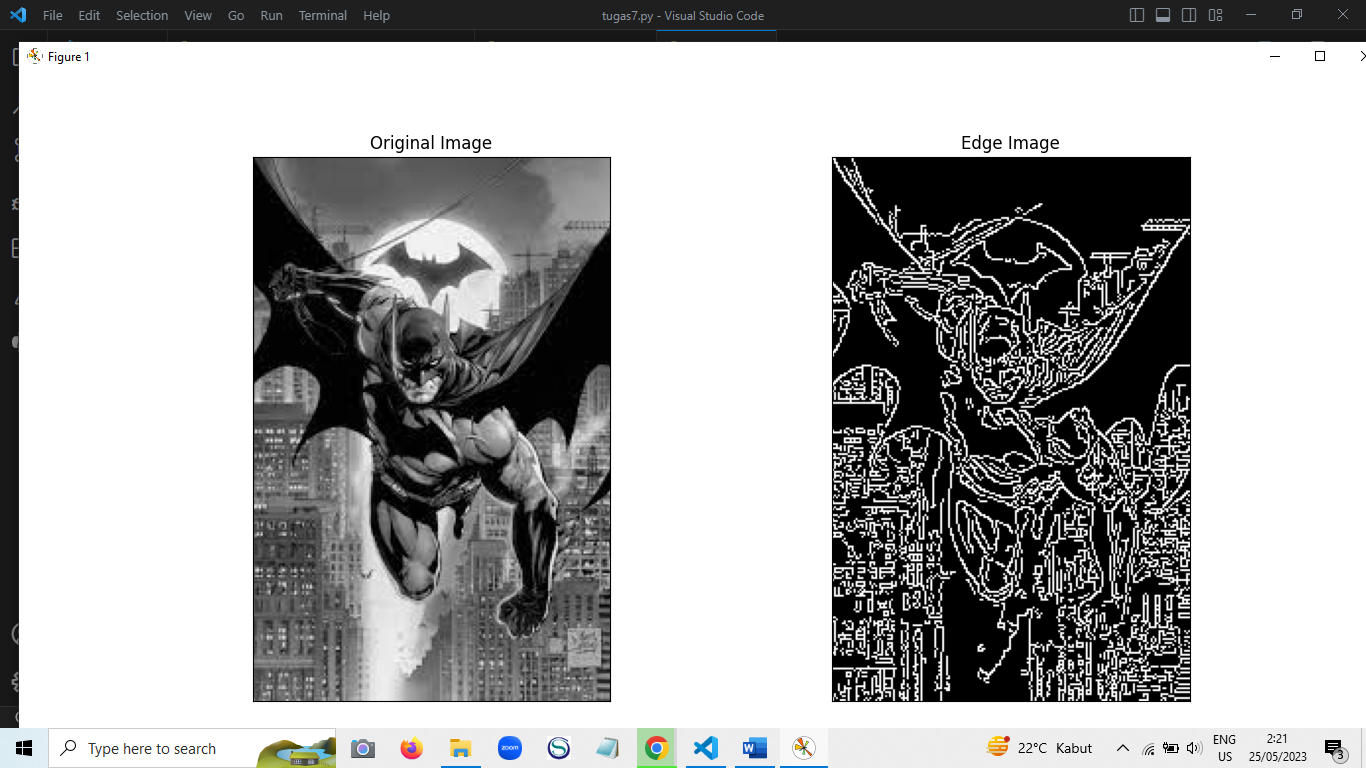 File Edit Selection View Go Run Terminal Help
tugas7.py - Visual Studio Code
Figure 1
Original Image
Edge Image
Type here to search
zoom
22°C Kabut
ENG
US
2:21
25/05/2023
3